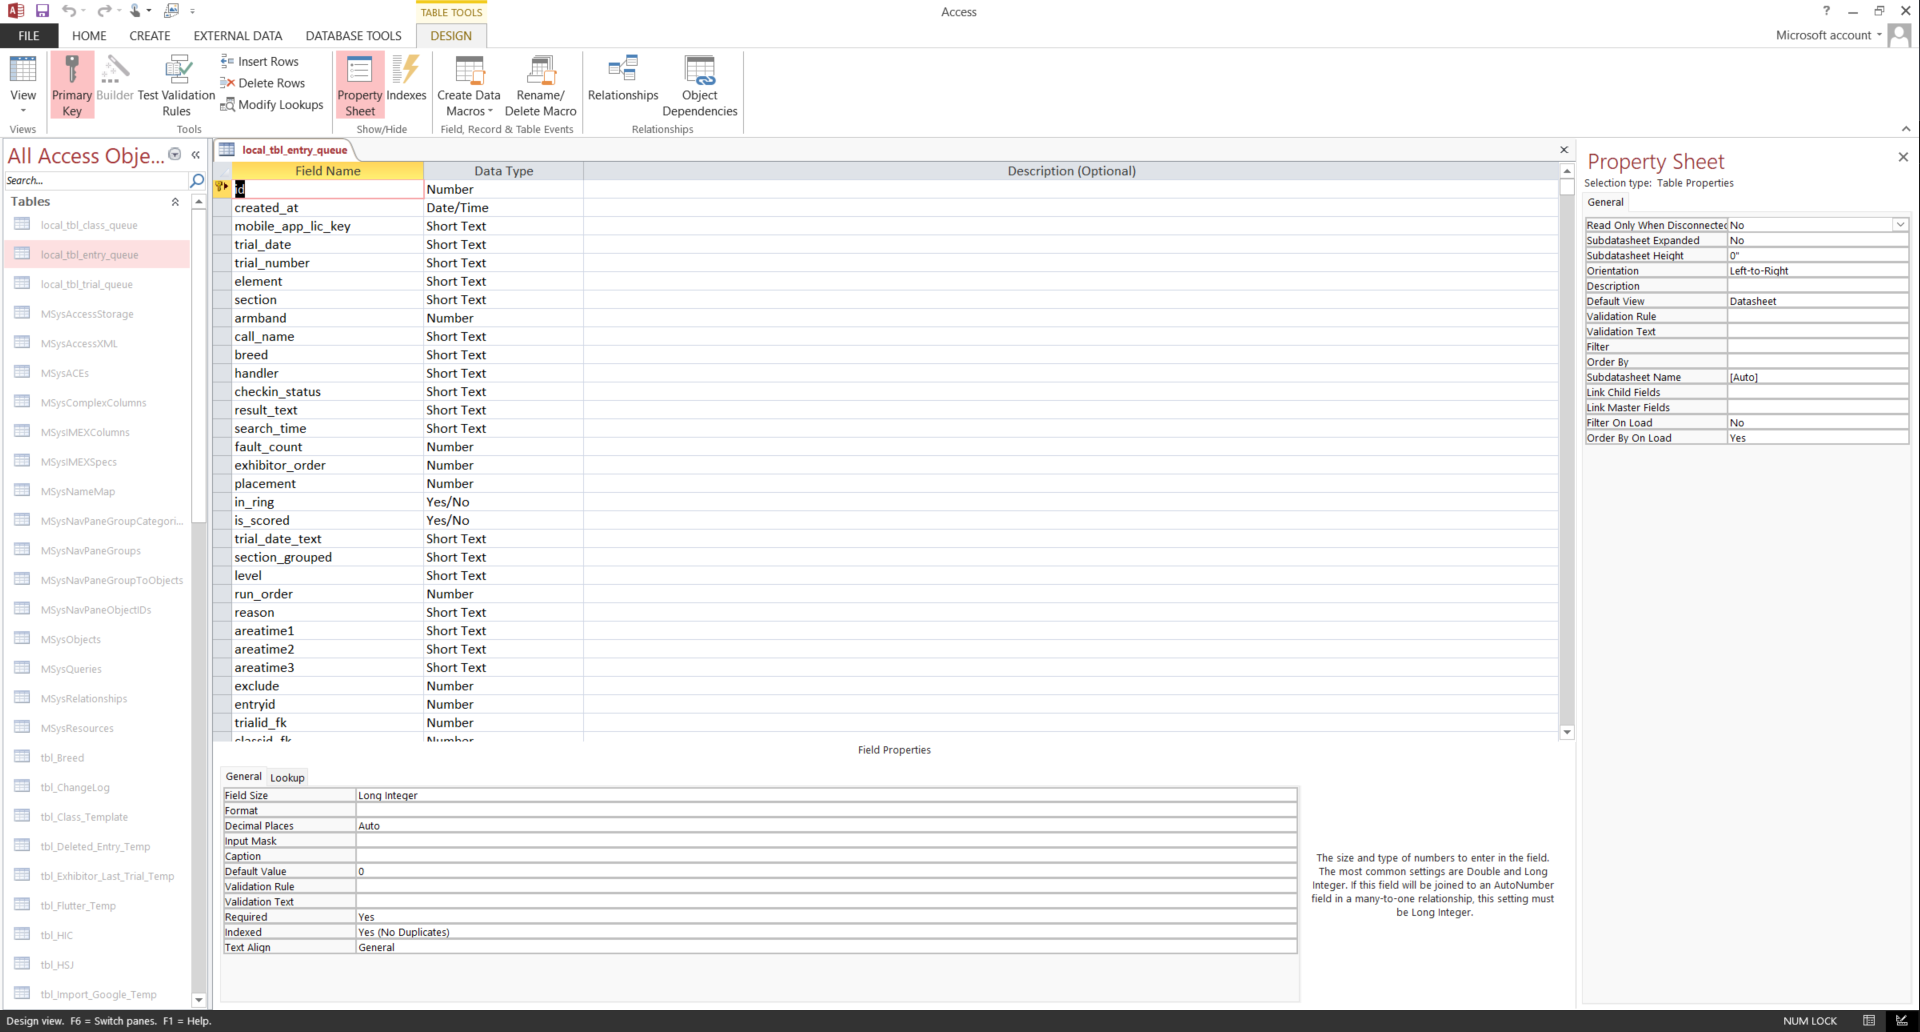 TABLE TOOLS
Access
FILE
HOME
CREATE
EXTERNAL DATA
DATABASE TOOLS
DESIGN
Microsoft account
View
Primary Key
Builder
Test Validation Rules
Insert Rows
Delete Rows
Modify Lookups
Property Sheet
Indexes
Create Data Macros
Rename/ Delete Macro
Relationships
Object Dependencies
Views
Tools
Show/Hide
Field, Record & Table Events
Relationships
All Access Obje...
Search...
Tables
local_tbl_class_queue
local_tbl_entry_queue
local_tbl_trial_queue
MSysAccessStorage
MSysAccessXML
MSysACEs
MSysComplexColumns
MSysIMEXColumns
MSysIMEXSpecs
MSysNameMap
MSysNavPaneGroupCategori...
MSysNavPaneGroups
MSysNavPaneGroupToObjects
MSysNavPaneObjectIDs
MSysObjects
MSysQueries
MSysRelationships
MSysResources
tbl_Breed
tbl_ChangeLog
tbl_Class_Template
tbl_Deleted_Entry_Temp
tbl_Exhibitor_Last_Trial_Temp
tbl_Flutter_Temp
tbl_HIC
tbl_HSJ
tbl_Import_Google_Temp
local_tbl_entry_queue
Field Name Data Type Description (Optional)
id Number
created_at Date/Time
mobile_app_lic_key Short Text
trial_date Short Text
trial_number Short Text
element Short Text
section Short Text
armband Number
call_name Short Text
breed Short Text
handler Short Text
checkin_status Short Text
result_text Short Text
search_time Short Text
fault_count Number
exhibitor_order Number
placement Number
in_ring Yes/No
is_scored Yes/No
trial_date_text Short Text
section_grouped Short Text
level Short Text
run_order Number
reason Short Text
areatime1 Short Text
areatime2 Short Text
areatime3 Short Text
exclude Number
entryid Number
trialid_fk Number
classid_fk Number
Field Properties
General Lookup
Field Size Long Integer
Format
Decimal Places Auto
Input Mask
Caption
Default Value 0
Validation Rule
Validation Text
Required Yes
Indexed Yes (No Duplicates)
Text Align General
The size and type of numbers to enter in the field.
The most common settings are Double and Long
Integer. If this field will be joined to an AutoNumber
field in a many-to-one relationship, this setting must
be Long Integer.
Property Sheet
Selection type: Table Properties
General
Read Only When Disconnected No
Subdatasheet Expanded No
Subdatasheet Height 0"
Orientation Left-to-Right
Description
Default View Datasheet
Validation Rule
Validation Text
Filter
Order By
Subdatasheet Name [Auto]
Link Child Fields
Link Master Fields
Filter On Load No
Order By On Load Yes
Design view. F6 = Switch panes. F1 = Help.
NUM LOCK